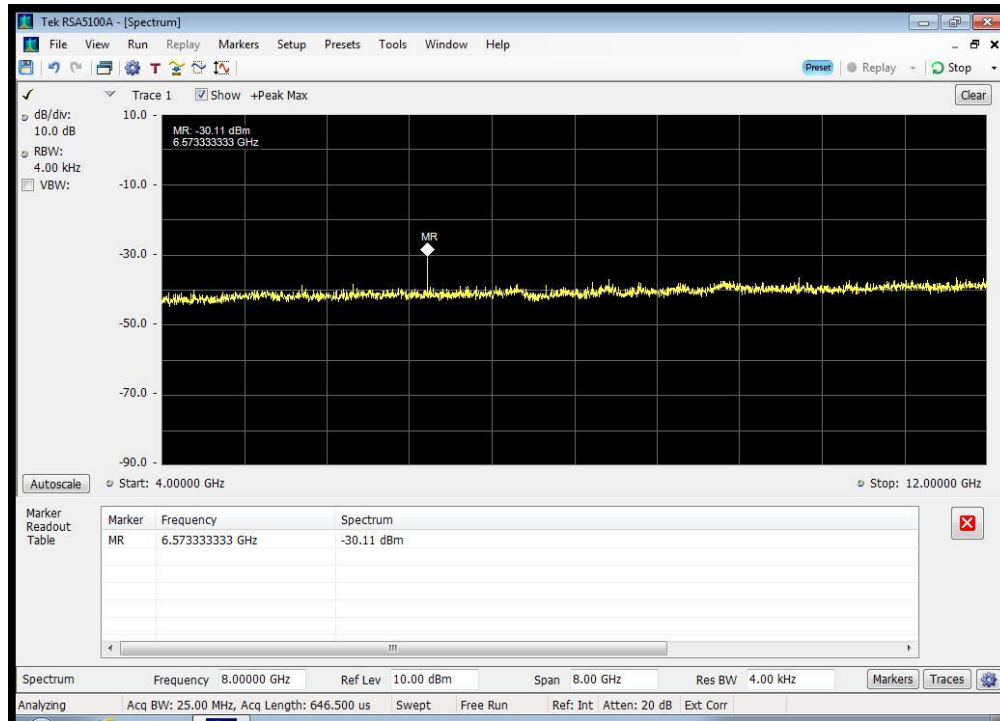 Tek RSA5100A - [Spectrum]
File View Run Replay Markers Setup Presets Tools Window Help
T Preset Replay Stop
Trace 1 Show +Peak Max Clear
dB/div:
10.0 dB
RBW:
4.00 kHz
VBW:
10.0
-10.0
-30.0
-50.0
-70.0
-90.0
MR: -30.11 dBm
6.573333333 GHz
MR
Autoscale Start: 4.00000 GHz Stop: 12.00000 GHz
Marker
Readout
Table
Marker Frequency Spectrum
MR 6.573333333 GHz -30.11 dBm
Spectrum Frequency 8.00000 GHz Ref Lev 10.00 dBm Span 8.00 GHz Res BW 4.00 kHz Markers Traces
Analyzing Acq BW: 25.00 MHz, Acq Length: 646.500 us Swept Free Run Ref: Int Atten: 20 dB Ext Corr